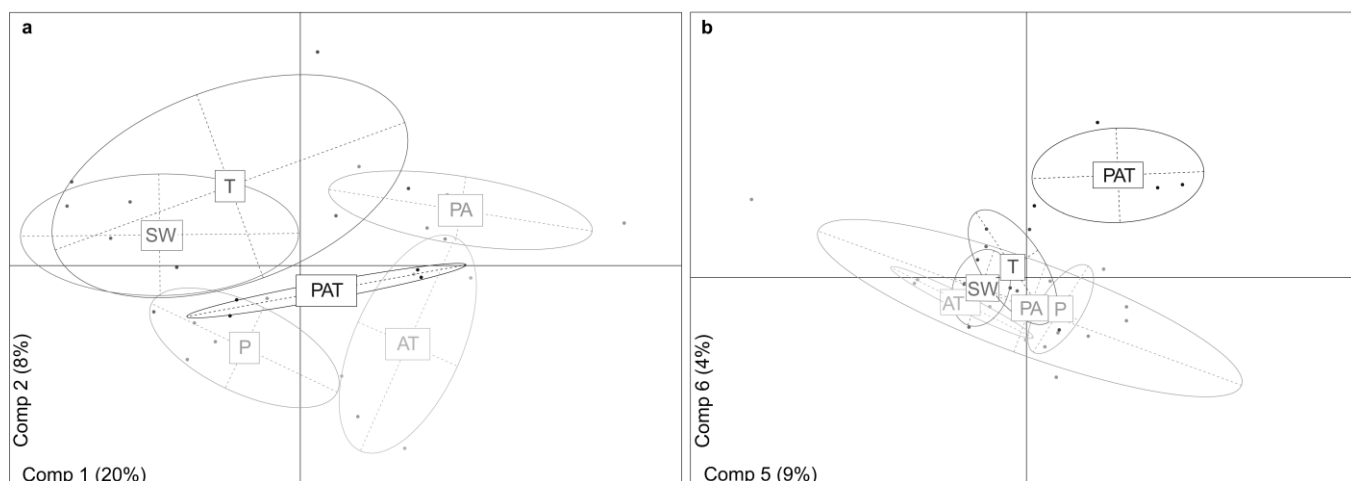 a
T
SW
PA
PAT
P
AT
Comp 2 (8%)
Comp 1 (20%)
b
PAT
T
SW
AT
PA
P
Comp 6 (4%)
Comp 5 (9%)